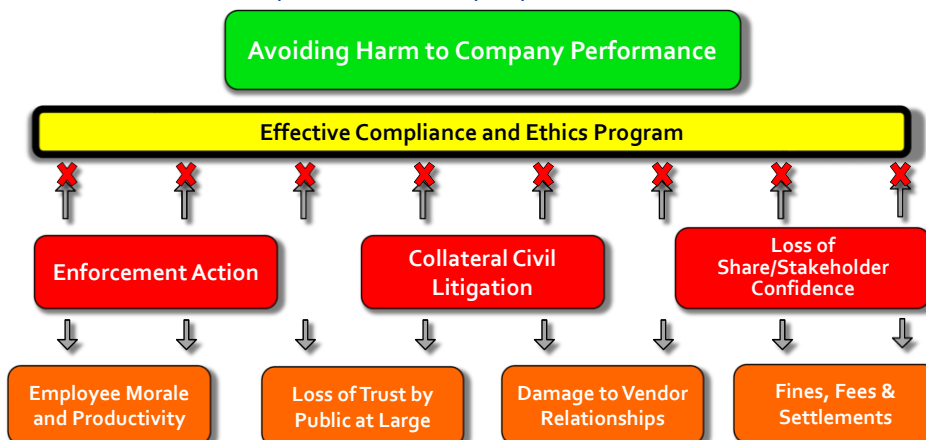 Avoiding Harm to Company Performance
Effective Compliance and Ethics Program
Enforcement Action
Collateral Civil
Litigation
Loss of
Share/Stakeholder
Confidence
Employee Morale
and Productivity
Loss of Trust by
Public at Large
Damage to Vendor
Relationships
Fines, Fees &
Settlements